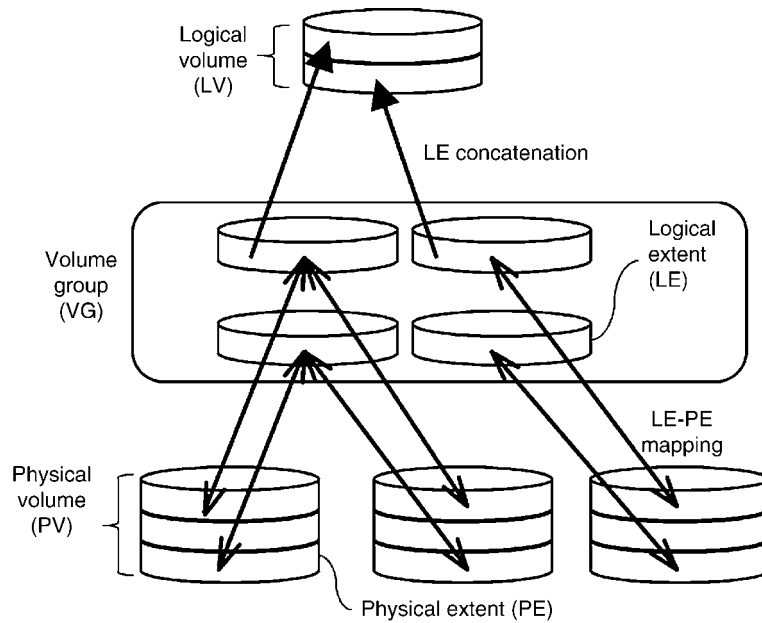 Logical
volume
(LV)
LE concatenation
Volume
group
(VG)
Logical
extent
(LE)
LE-PE
mapping
Physical
volume
(PV)
Physical extent (PE)